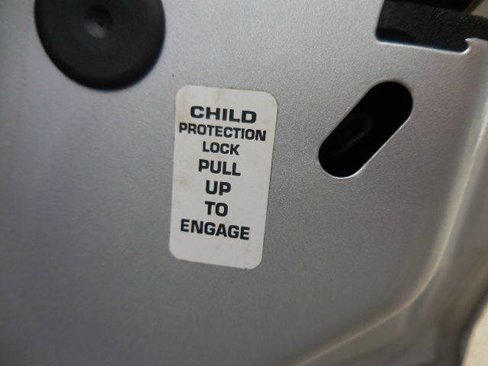 CHILD
PROTECTION
LOCK
PULL
UP
TO
ENGAGE